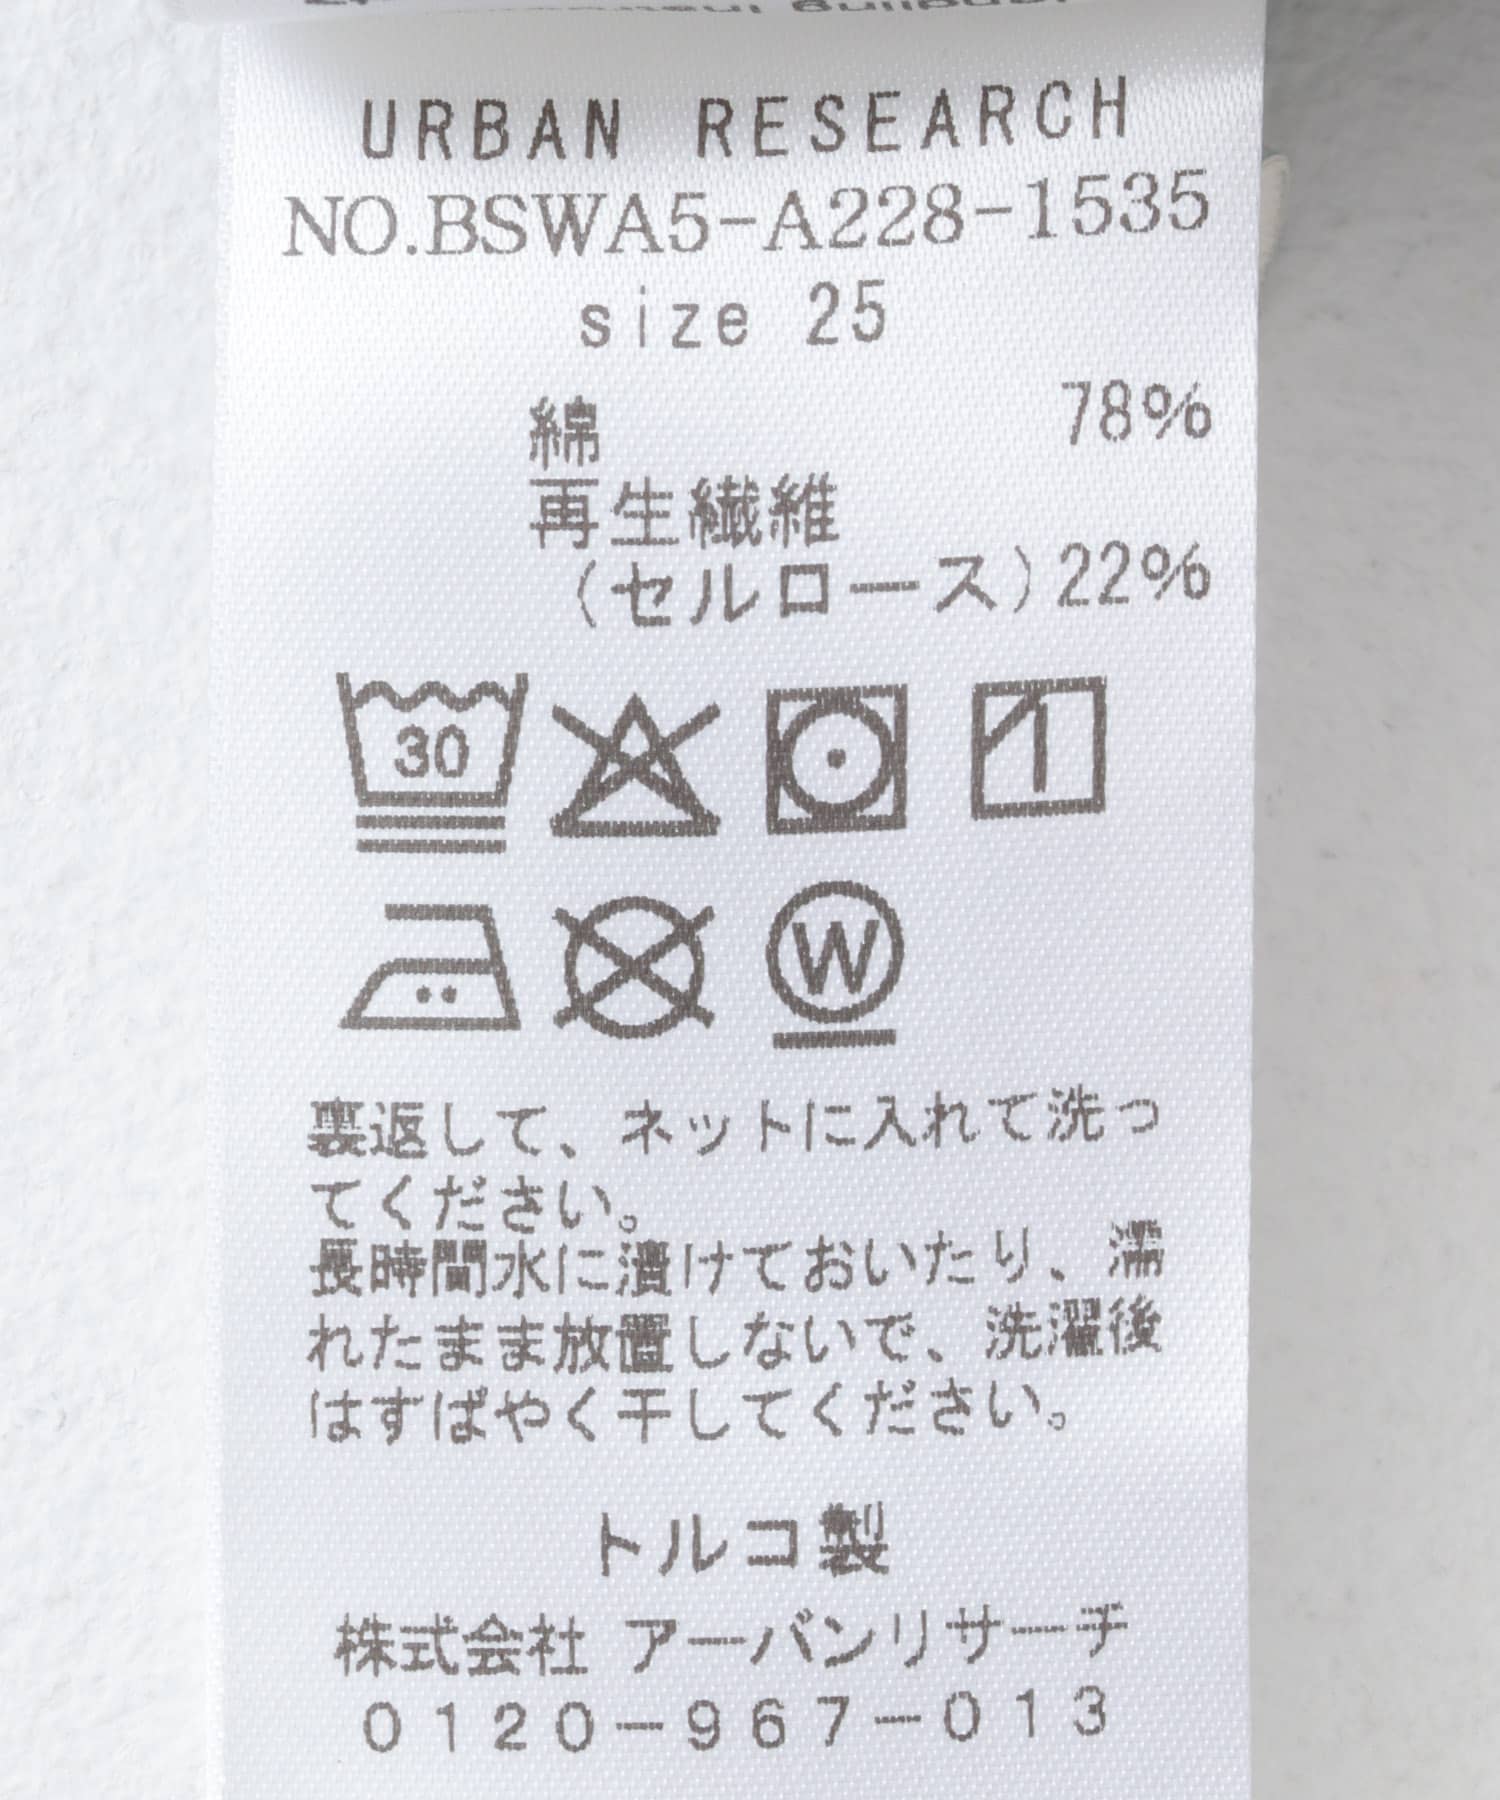 URBAN RESEARCH
NO.BSWA5-A228-1535
size 25
綿 78%
再生繊維
(セルロース)22%
30
1
W
裏返して、ネットに入れて洗っ
てください。
長時間水に漬けておいたり、濡
れたまま放置しないで、洗濯後
はすばやく干してください。
トルコ製
株式会社 アーバンリサーチ
0120-967-013